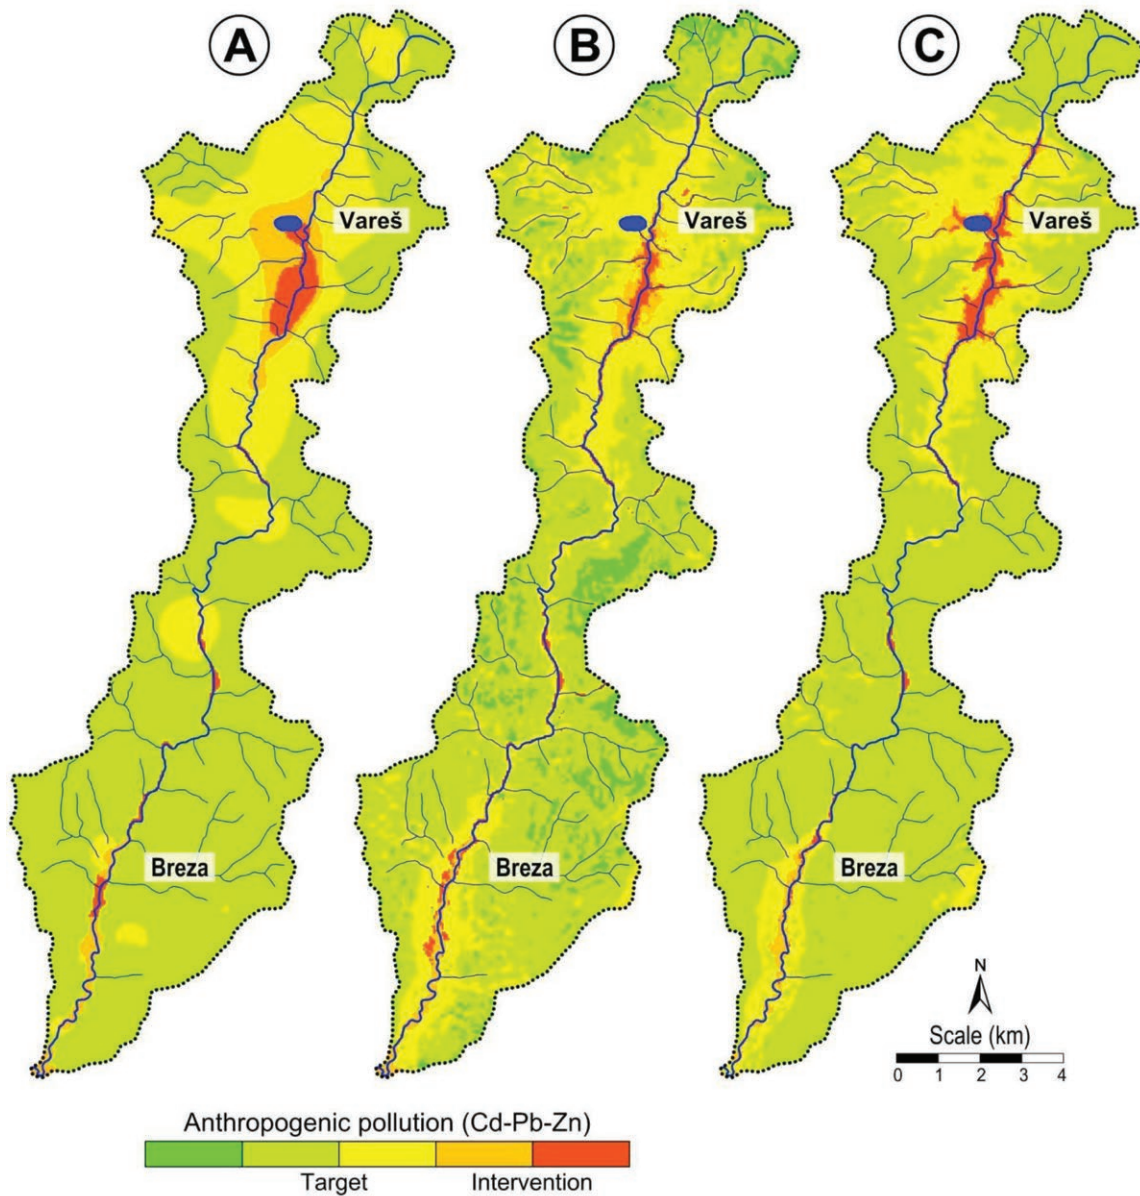 A
B
C
Vareš
Vareš
Vareš
Breza
Breza
Breza
N
Scale (km)
0 1 2 3 4
Anthropogenic pollution (Cd-Pb-Zn)
Target Intervention